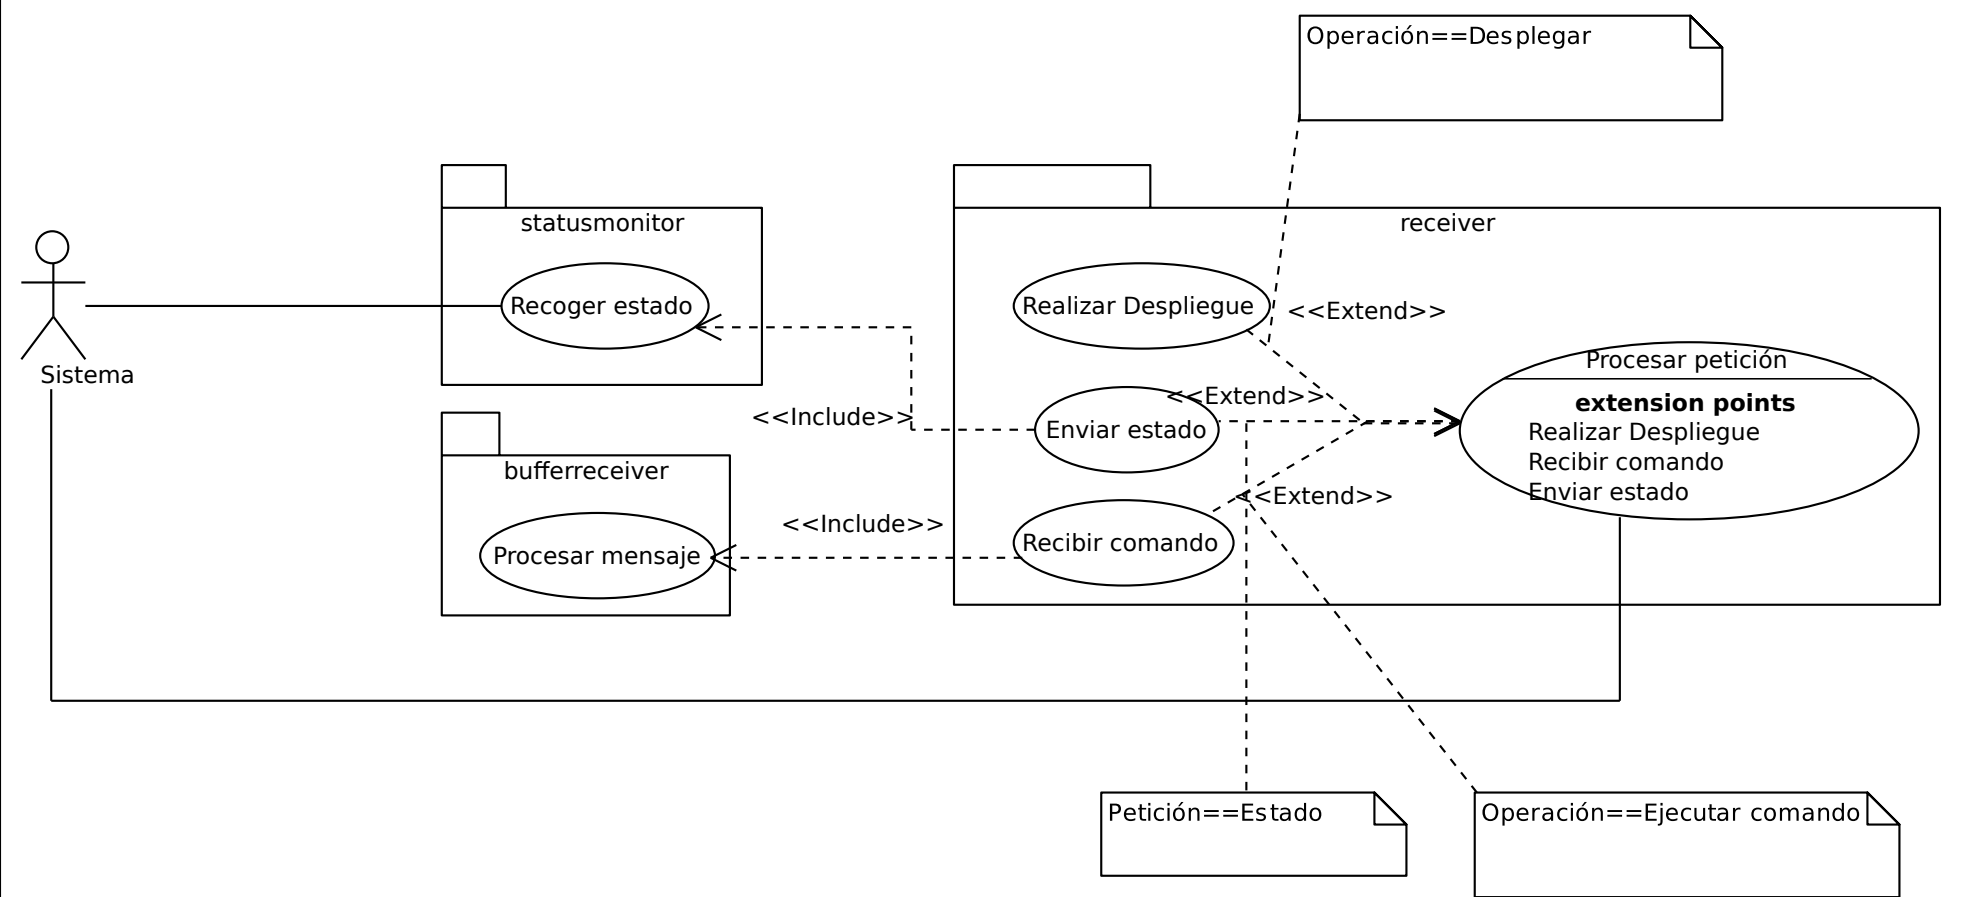 Operación==Desplegar
statusmonitor
receiver
Recoger estado
Realizar Despliegue
<<Extend>>
Sistema
Procesar petición
<<Extend>>
extension points
<<Include>>
Enviar estado
Realizar Despliegue
Recibir comando
Enviar estado
bufferreceiver
<<Extend>>
<<Include>>
Procesar mensaje
Recibir comando
Petición==Estado
Operación==Ejecutar comando